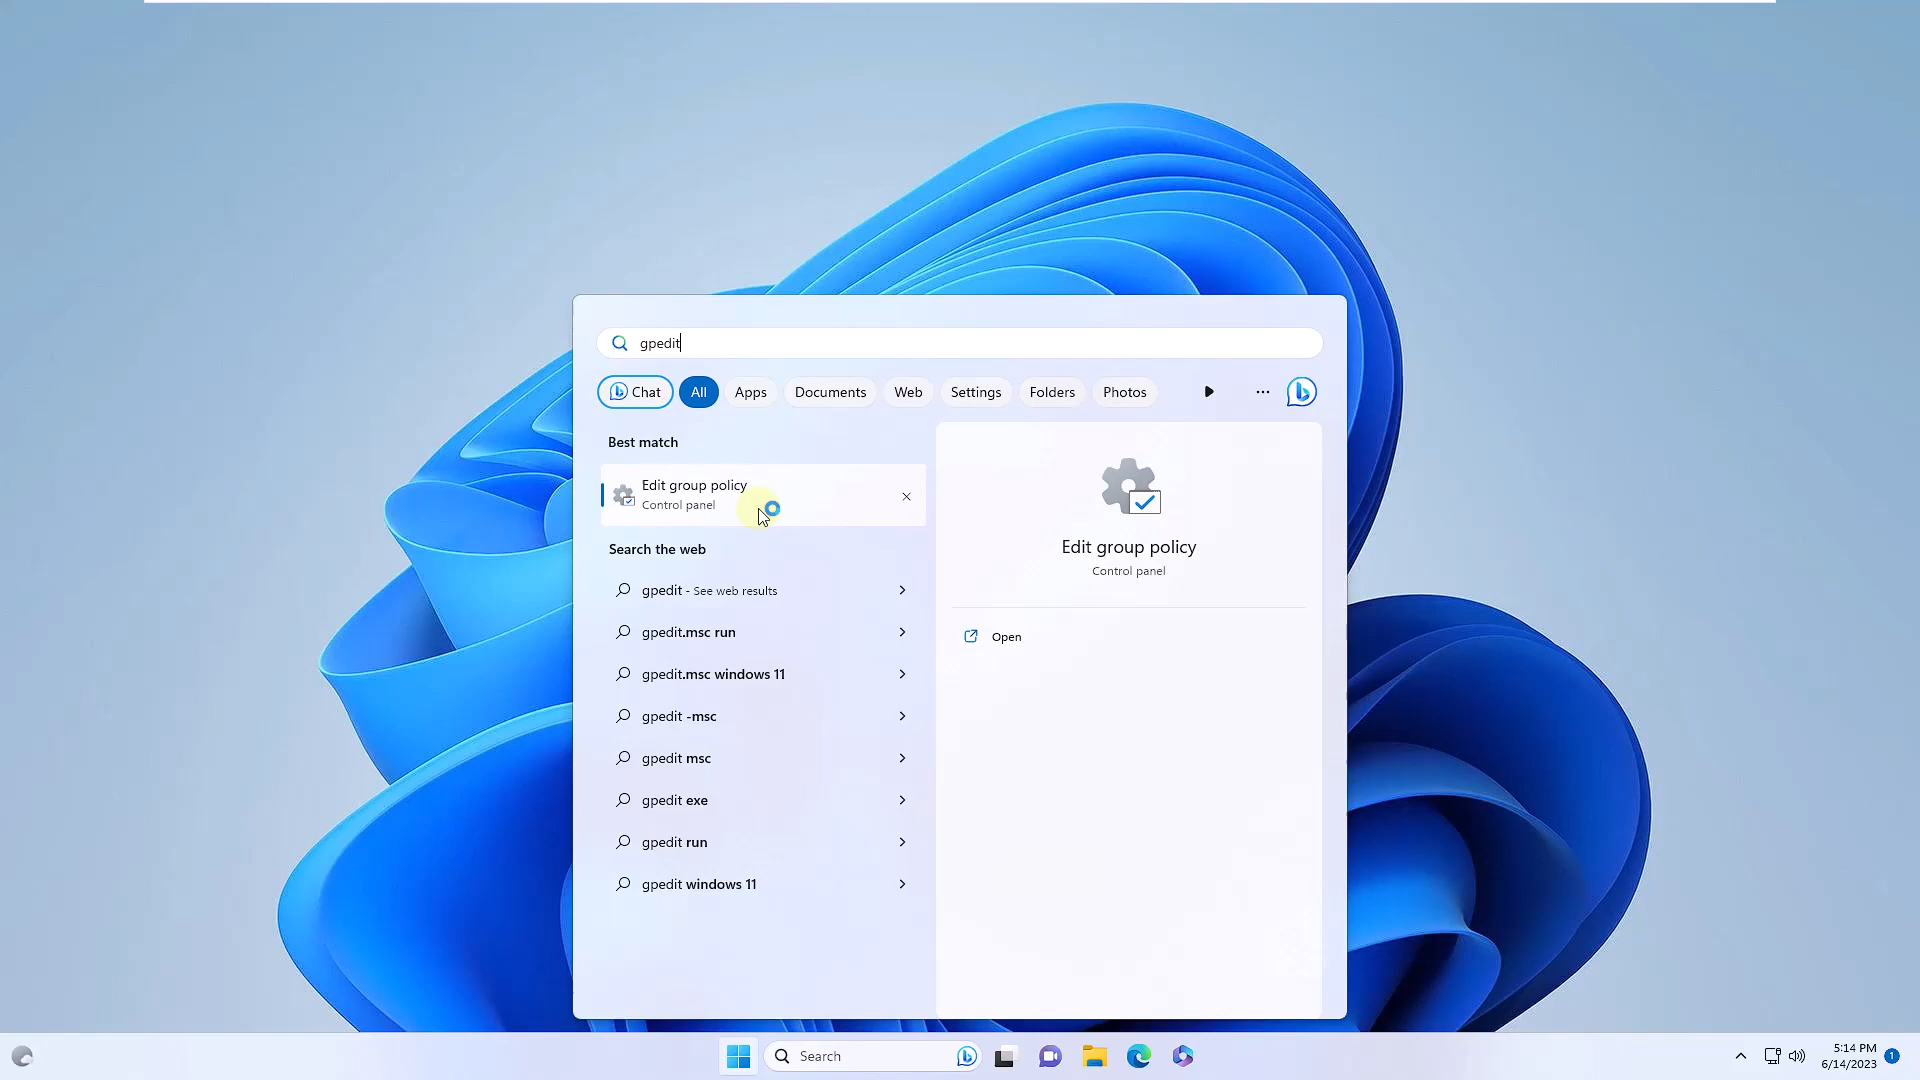 gpedit
Chat All Apps Documents Web Settings Folders Photos
Best match
Edit group policy
Control panel
Search the web
gpedit - See web results
gpedit.msc run
gpedit.msc windows 11
gpedit -msc
gpedit msc
gpedit exe
gpedit run
gpedit windows 11
Edit group policy
Control panel
Open
Search
5:14 PM
6/14/2023
1